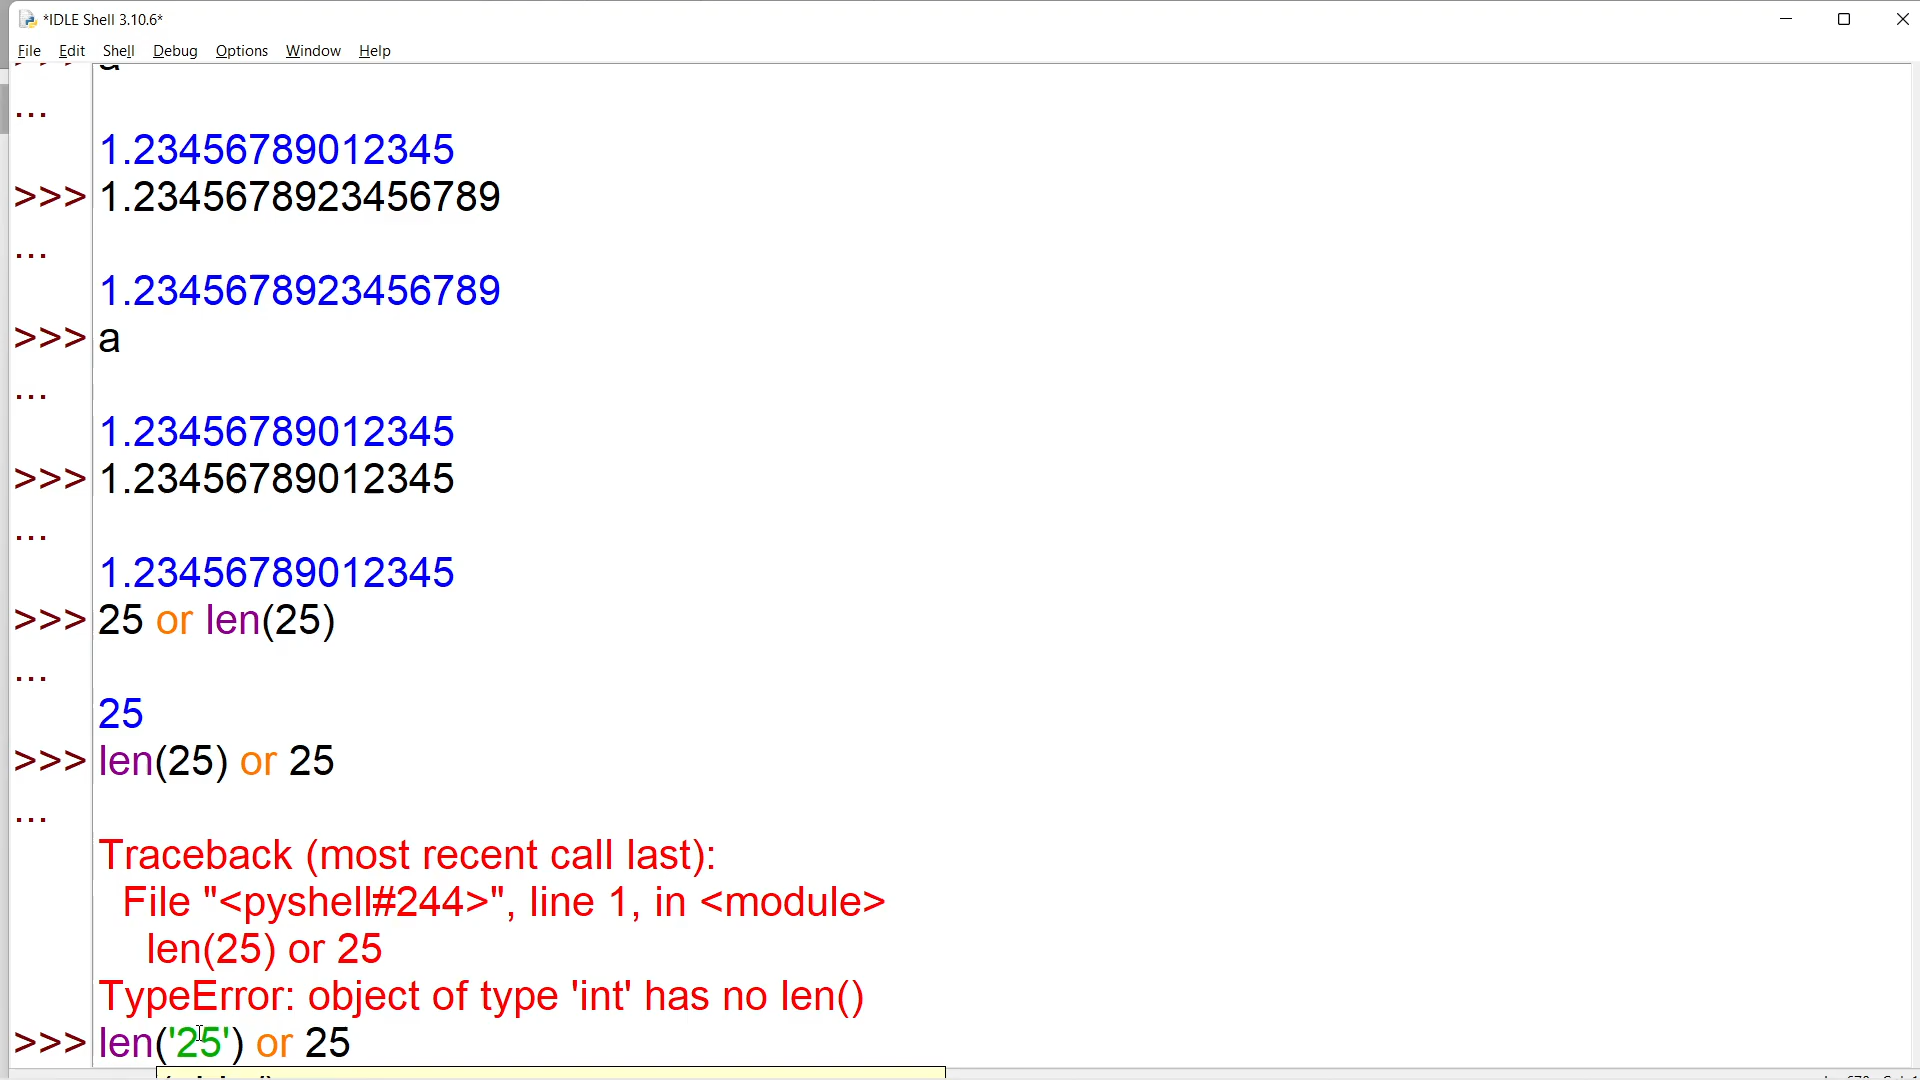 *IDLE Shell 3.10.6*
File Edit Shell Debug Options Window Help
...
1.23456789012345
>>> 1.2345678923456789
...
1.2345678923456789
>>> a
...
1.23456789012345
>>> 1.23456789012345
...
1.23456789012345
>>> 25 or len(25)
...
25
>>> len(25) or 25
...
Traceback (most recent call last):
File "<pyshell#244>", line 1, in <module>
len(25) or 25
TypeError: object of type 'int' has no len()
>>> len('25') or 25